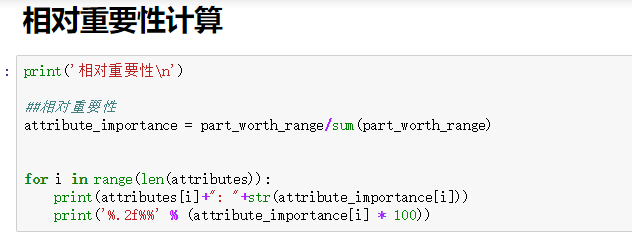 相对重要性计算
: print('相对重要性\n')
##相对重要性
attribute_importance = part_worth_range/sum(part_worth_range)
for i in range(len(attributes)):
    print(attributes[i]+": "+str(attribute_importance[i]))
    print('%.2f%%' % (attribute_importance[i] * 100))